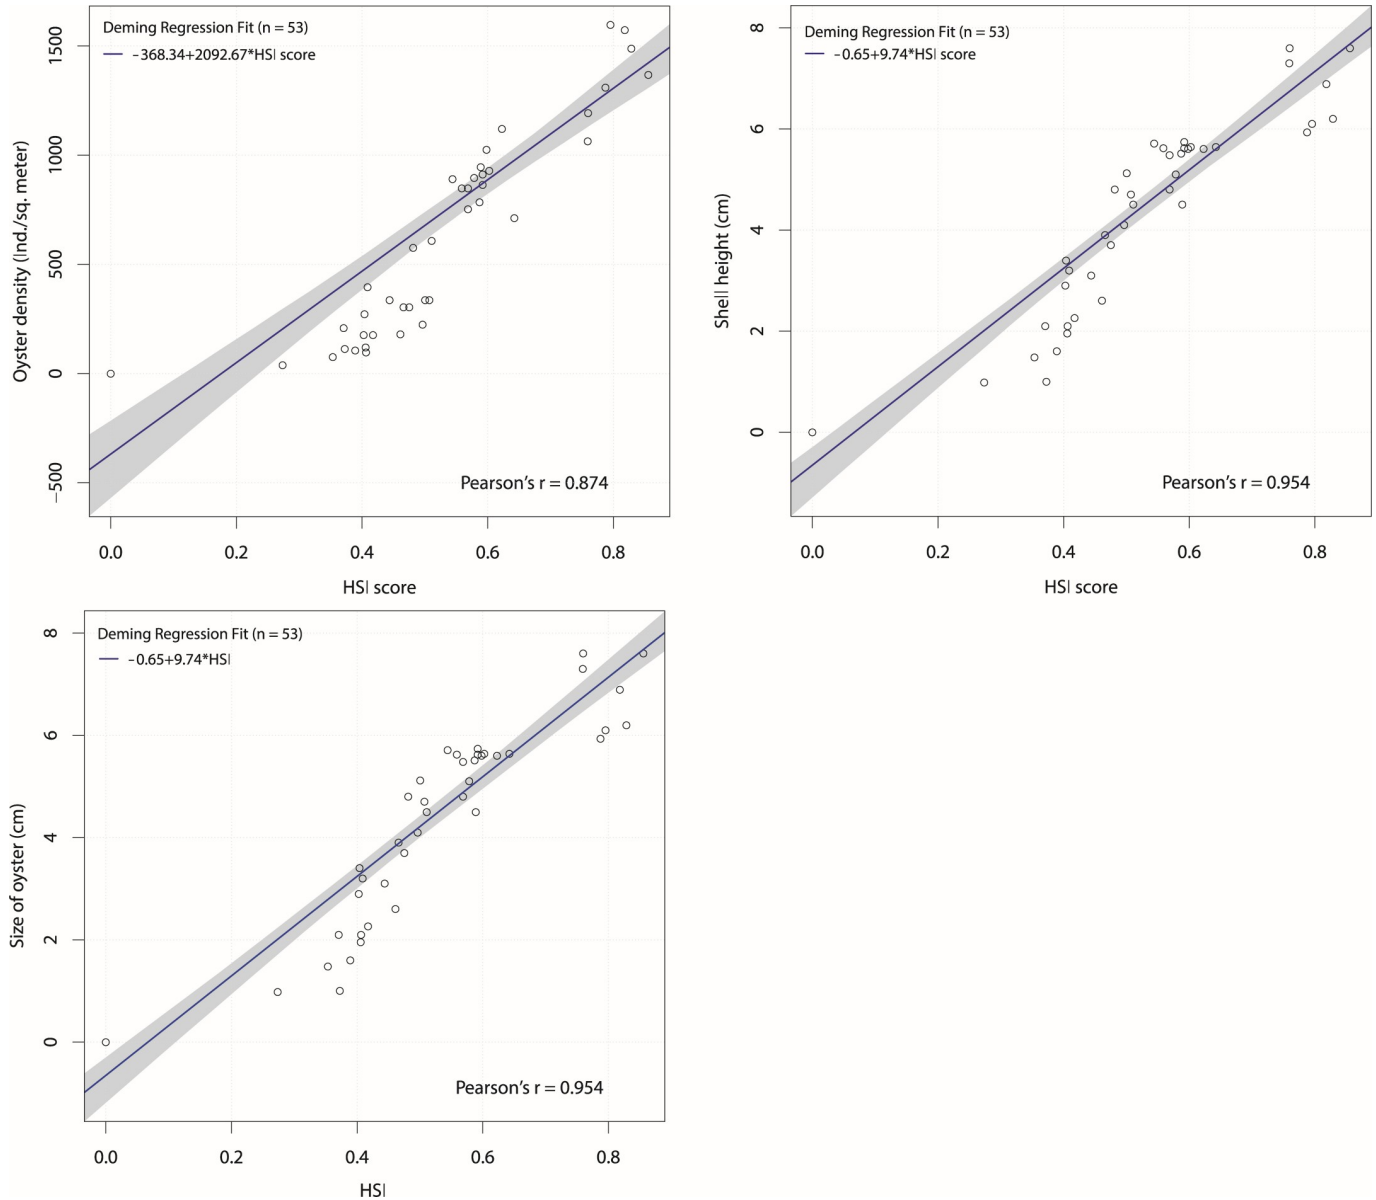 Deming Regression Fit (n = 53)
−368.34+2092.67*HSI score
Oyster density (Ind./sq. meter)
1500
1000
500
0
−500
Pearson's r = 0.874
0.0 0.2 0.4 0.6 0.8
HSI score
Deming Regression Fit (n = 53)
−0.65+9.74*HSI score
Shell height (cm)
8
6
4
2
0
Pearson's r = 0.954
0.0 0.2 0.4 0.6 0.8
HSI score
Deming Regression Fit (n = 53)
−0.65+9.74*HSI
Size of oyster (cm)
8
6
4
2
0
Pearson's r = 0.954
0.0 0.2 0.4 0.6 0.8
HSI